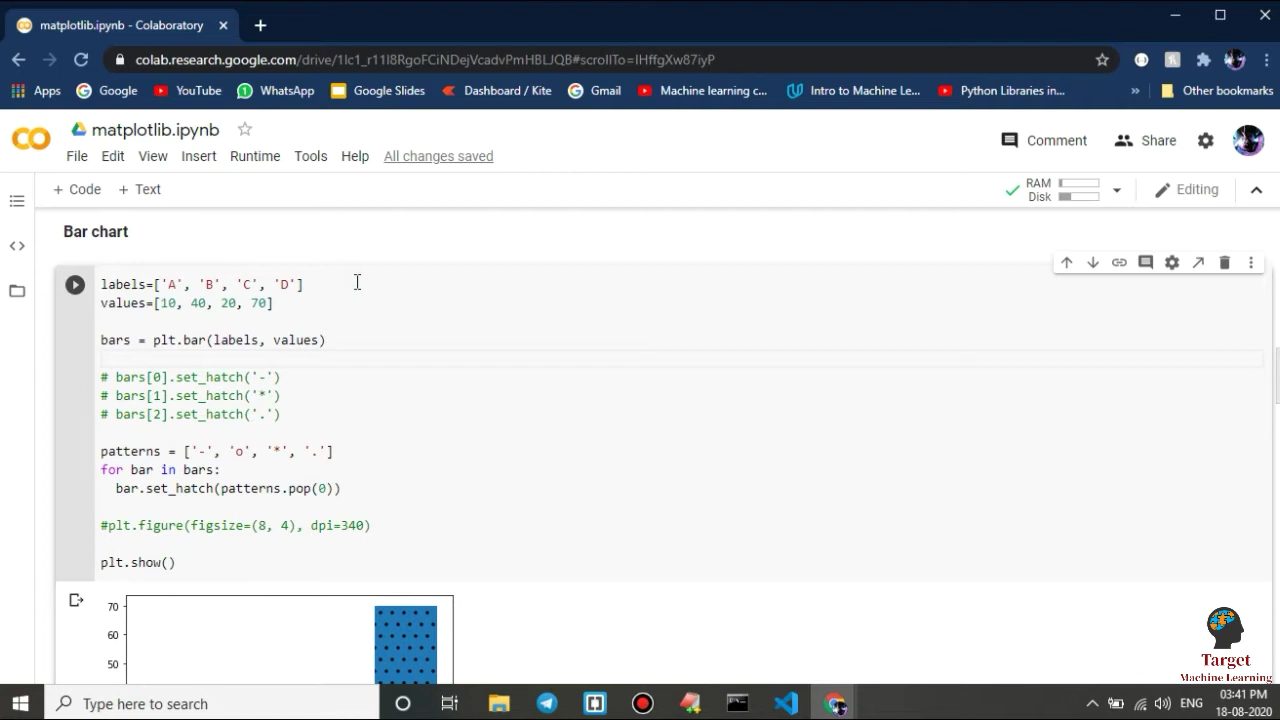 matplotlib.ipynb - Colaboratory
colab.research.google.com/drive/1lc1_r11I8RgoFCiNDejVcadvPmHBLJQB#scrollTo=IHffgXw87iyP
Apps Google YouTube WhatsApp Google Slides Dashboard / Kite Gmail Machine learning c... Intro to Machine Le... Python Libraries in... » Other bookmarks
matplotlib.ipynb
Comment Share
File Edit View Insert Runtime Tools Help All changes saved
+ Code + Text
RAM
Disk
Editing
Bar chart
labels=['A', 'B', 'C', 'D']
values=[10, 40, 20, 70]
bars = plt.bar(labels, values)
# bars[0].set_hatch('-')
# bars[1].set_hatch('*')
# bars[2].set_hatch('.')
patterns = ['-', 'o', '*', '.']
for bar in bars:
bar.set_hatch(patterns.pop(0))
#plt.figure(figsize=(8, 4), dpi=340)
plt.show()
70
60
50
Target
Machine Learning
Type here to search
ENG
03:41 PM
18-08-2020